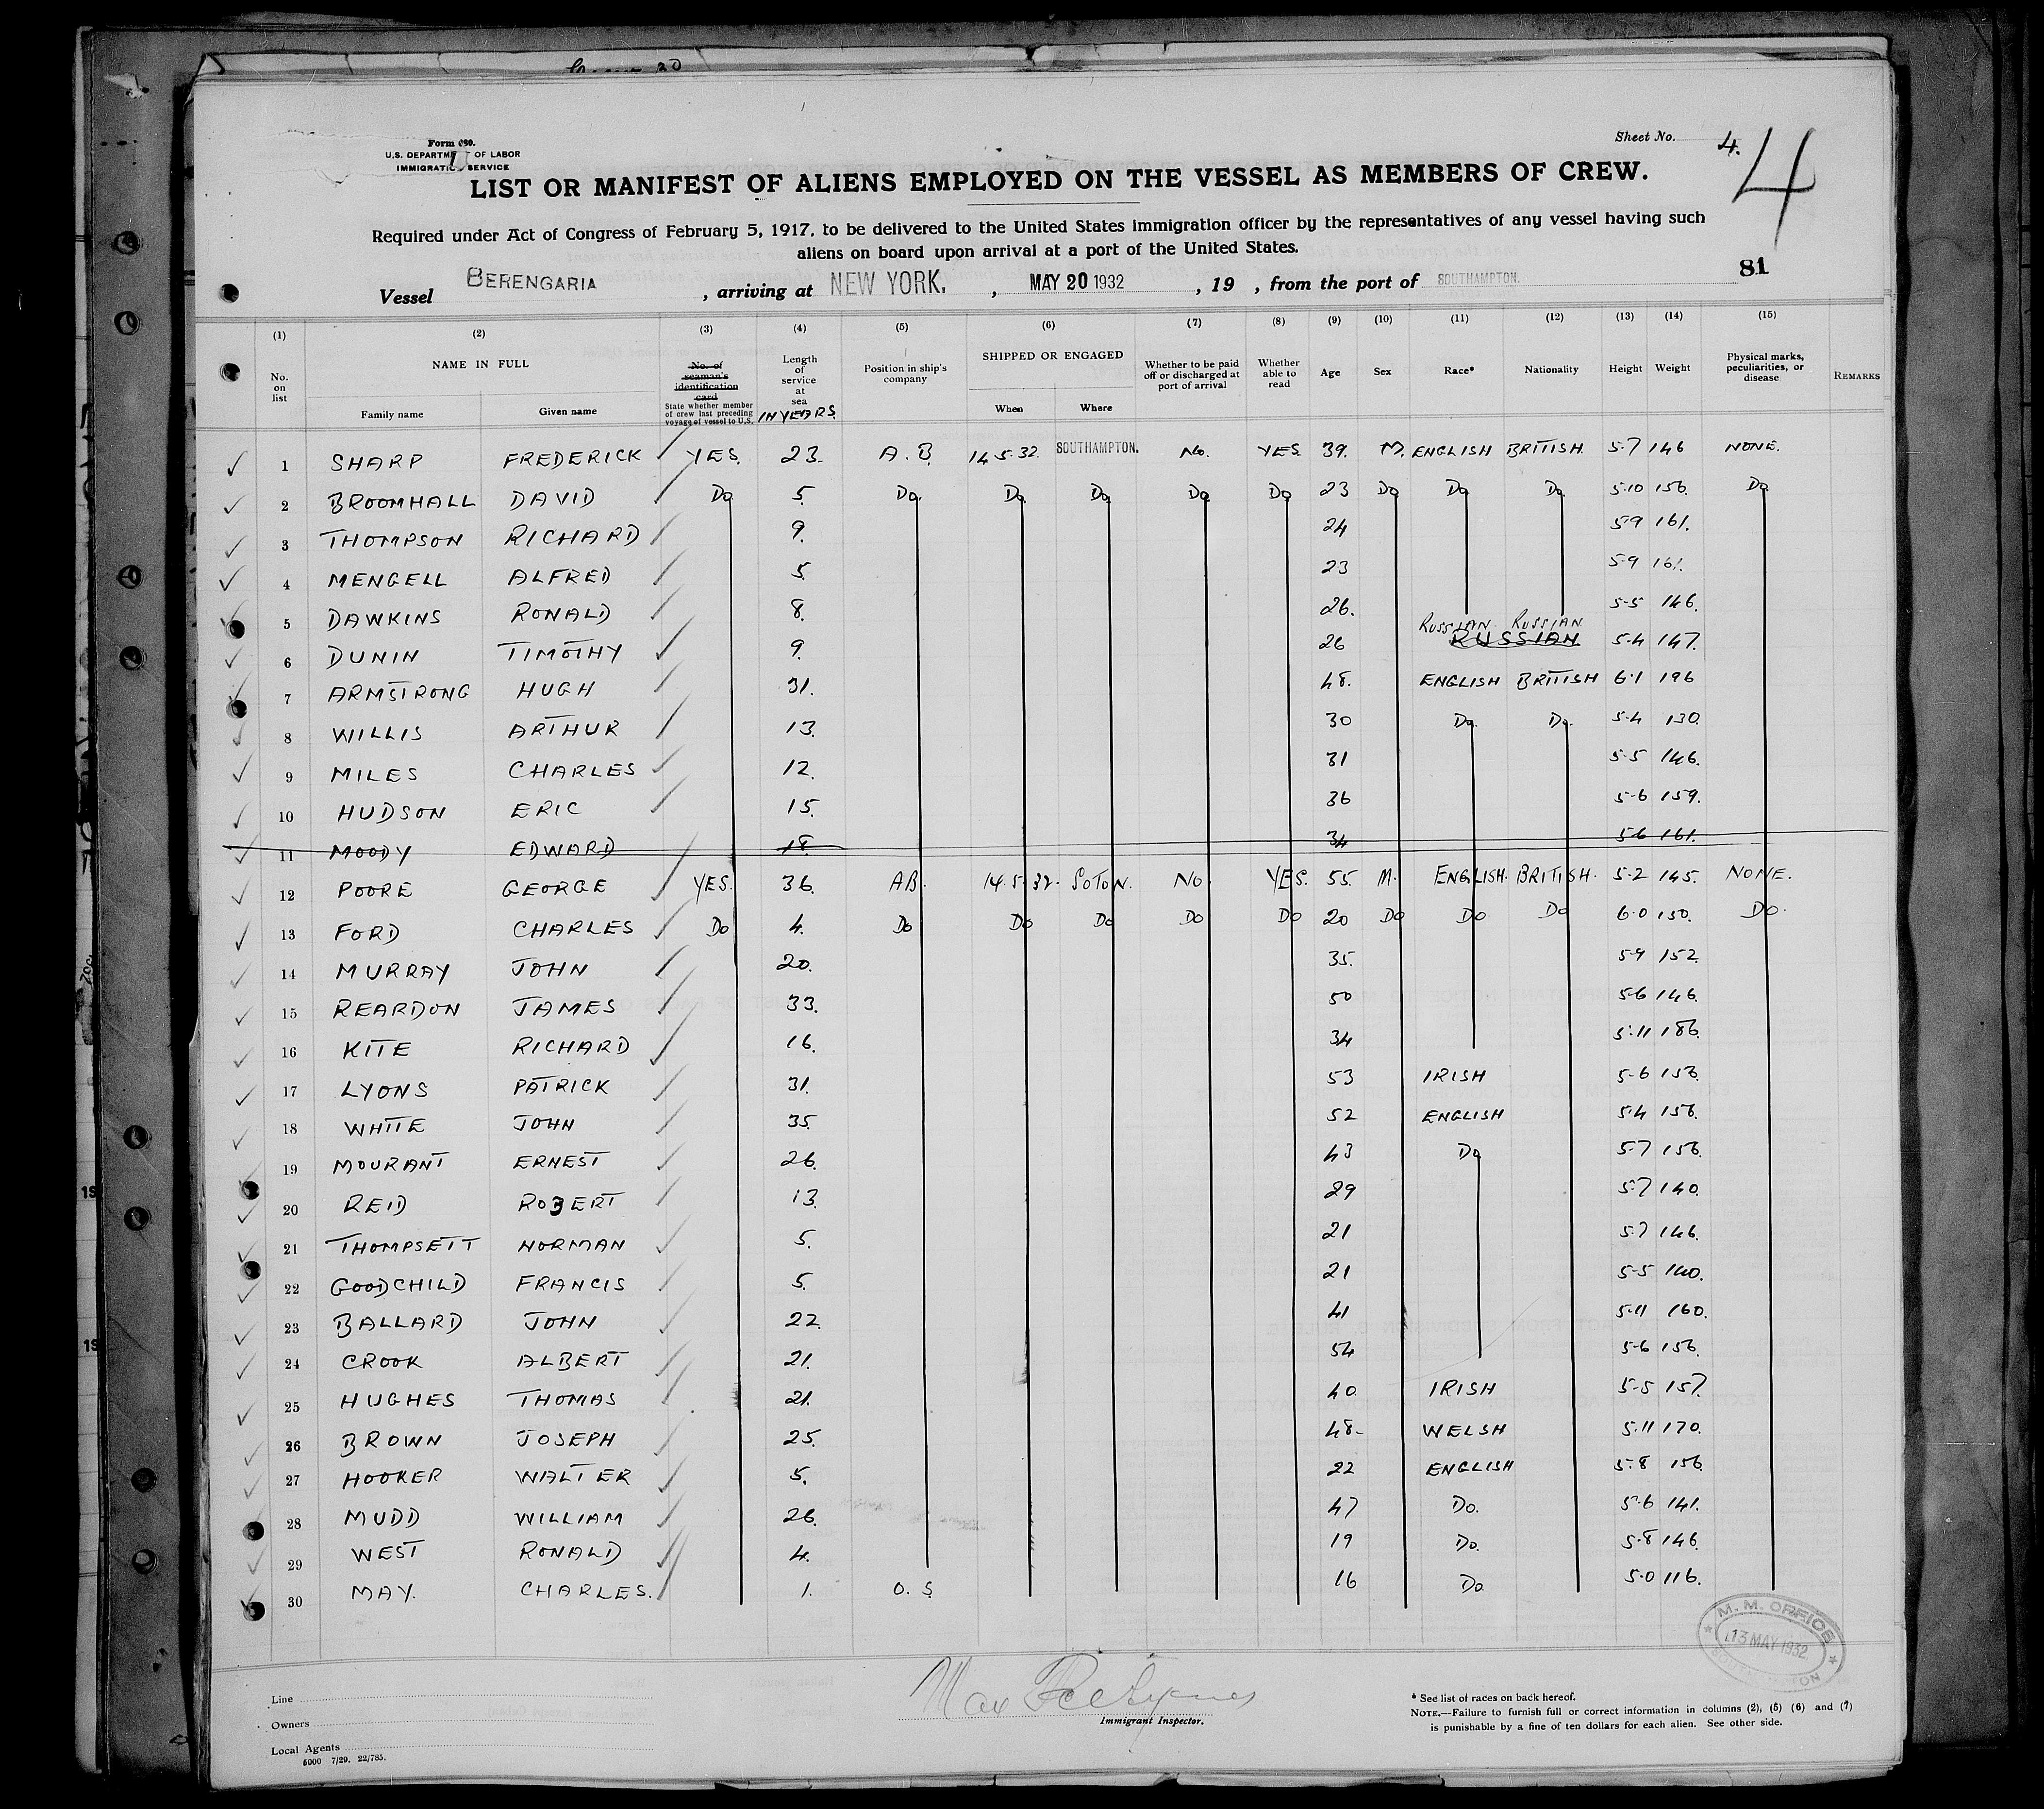 Sheet No. 4.
4
Form 680.
U.S. DEPARTMENT OF LABOR
IMMIGRATION SERVICE
LIST OR MANIFEST OF ALIENS EMPLOYED ON THE VESSEL AS MEMBERS OF CREW.
Required under Act of Congress of February 5, 1917, to be delivered to the United States immigration officer by the representatives of any vessel having such
aliens on board upon arrival at a port of the United States.
81
Vessel BERENGARIA, arriving at NEW YORK, MAY 20 1932, 19 , from the port of SOUTHAMPTON.
(1) (2) (3) (4) (5) (6) (7) (8) (9) (10) (11) (12) (13) (14) (15)
No. on list NAME IN FULL Family name Given name No. of seaman's identification card State whether member of crew last preceding voyage of vessel to U.S. Length of service at sea IN YEARS. Position in ship's company SHIPPED OR ENGAGED When Where Whether to be paid off or discharged at port of arrival Whether able to read Age Sex Race* Nationality Height Weight Physical marks, peculiarities, or disease REMARKS
1 SHARP FREDERICK YES. 23. A.B. 14.5.32. SOUTHAMPTON. No. YES 39. M. ENGLISH BRITISH. 5.7 146 NONE.
2 BROOMHALL DAVID Do 5. Do Do Do Do Do 23 Do Do Do 5.10 156. Do
3 THOMPSON RICHARD 9. 24 5.9 161.
4 MENGELL ALFRED 5. 23 5.9 161.
5 DAWKINS RONALD 8. 26. 5.5 146.
6 DUNIN TIMOTHY 9. 26 RUSSIAN RUSSIAN RUSSIAN 5.4 147.
7 ARMSTRONG HUGH 31. 48. ENGLISH BRITISH 6.1 196
8 WILLIS ARTHUR 13. 30 Do. Do. 5.4 130.
9 MILES CHARLES 12. 31 5.5 146.
10 HUDSON ERIC 15. 36 5.6 159.
11 MOODY EDWARD 18. 34 5.6 161.
12 POORE GEORGE YES. 36. AB. 14.5.32. SOTON. NO. YES. 55. M. ENGLISH. BRITISH. 5.2 145. NONE.
13 FORD CHARLES Do 4. Do Do Do Do Do 20 Do Do Do 6.0 150. Do.
14 MURRAY JOHN 20. 35. 5.9 152
15 REARDON JAMES 33. 50 5.6 146.
16 KITE RICHARD 16. 34 5.11 186.
17 LYONS PATRICK 31. 53 IRISH 5.6 156.
18 WHITE JOHN 35. 52 ENGLISH 5.4 156.
19 MOURANT ERNEST 26. 43 Do 5.7 156.
20 REID ROBERT 13. 29 5.7 140.
21 THOMPSETT NORMAN 5. 21 5.7 146.
22 GOODCHILD FRANCIS 5. 21 5.5 140.
23 BALLARD JOHN 22. 41 5.11 160.
24 CROOK ALBERT 21. 54 5.6 156.
25 HUGHES THOMAS 21. 40. IRISH 5.5 157.
26 BROWN JOSEPH 25. 48- WELSH 5.11 170.
27 HOOKER WALTER 5. 22 ENGLISH 5.8 156
28 MUDD WILLIAM 26. 47 Do. 5.6 141.
29 WEST RONALD 4. 19 Do. 5.8 146.
30 MAY. CHARLES. 1. O.S 16 Do 5.0 116.
M. M. OFFICE
13 MAY 1932
SOUTHAMPTON
Line
Owners
Local Agents
5000 7/29. 22/785.
Max
Immigrant Inspector.
* See list of races on back hereof.
NOTE.—Failure to furnish full or correct information in columns (2), (5) (6) and (7)
is punishable by a fine of ten dollars for each alien. See other side.